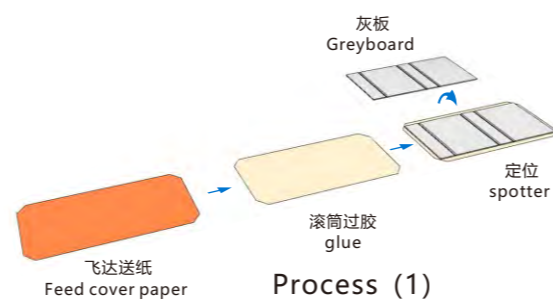 灰板
Greyboard
定位
spotter
滚筒过胶
glue
飞达送纸
Feed cover paper
Process (1)